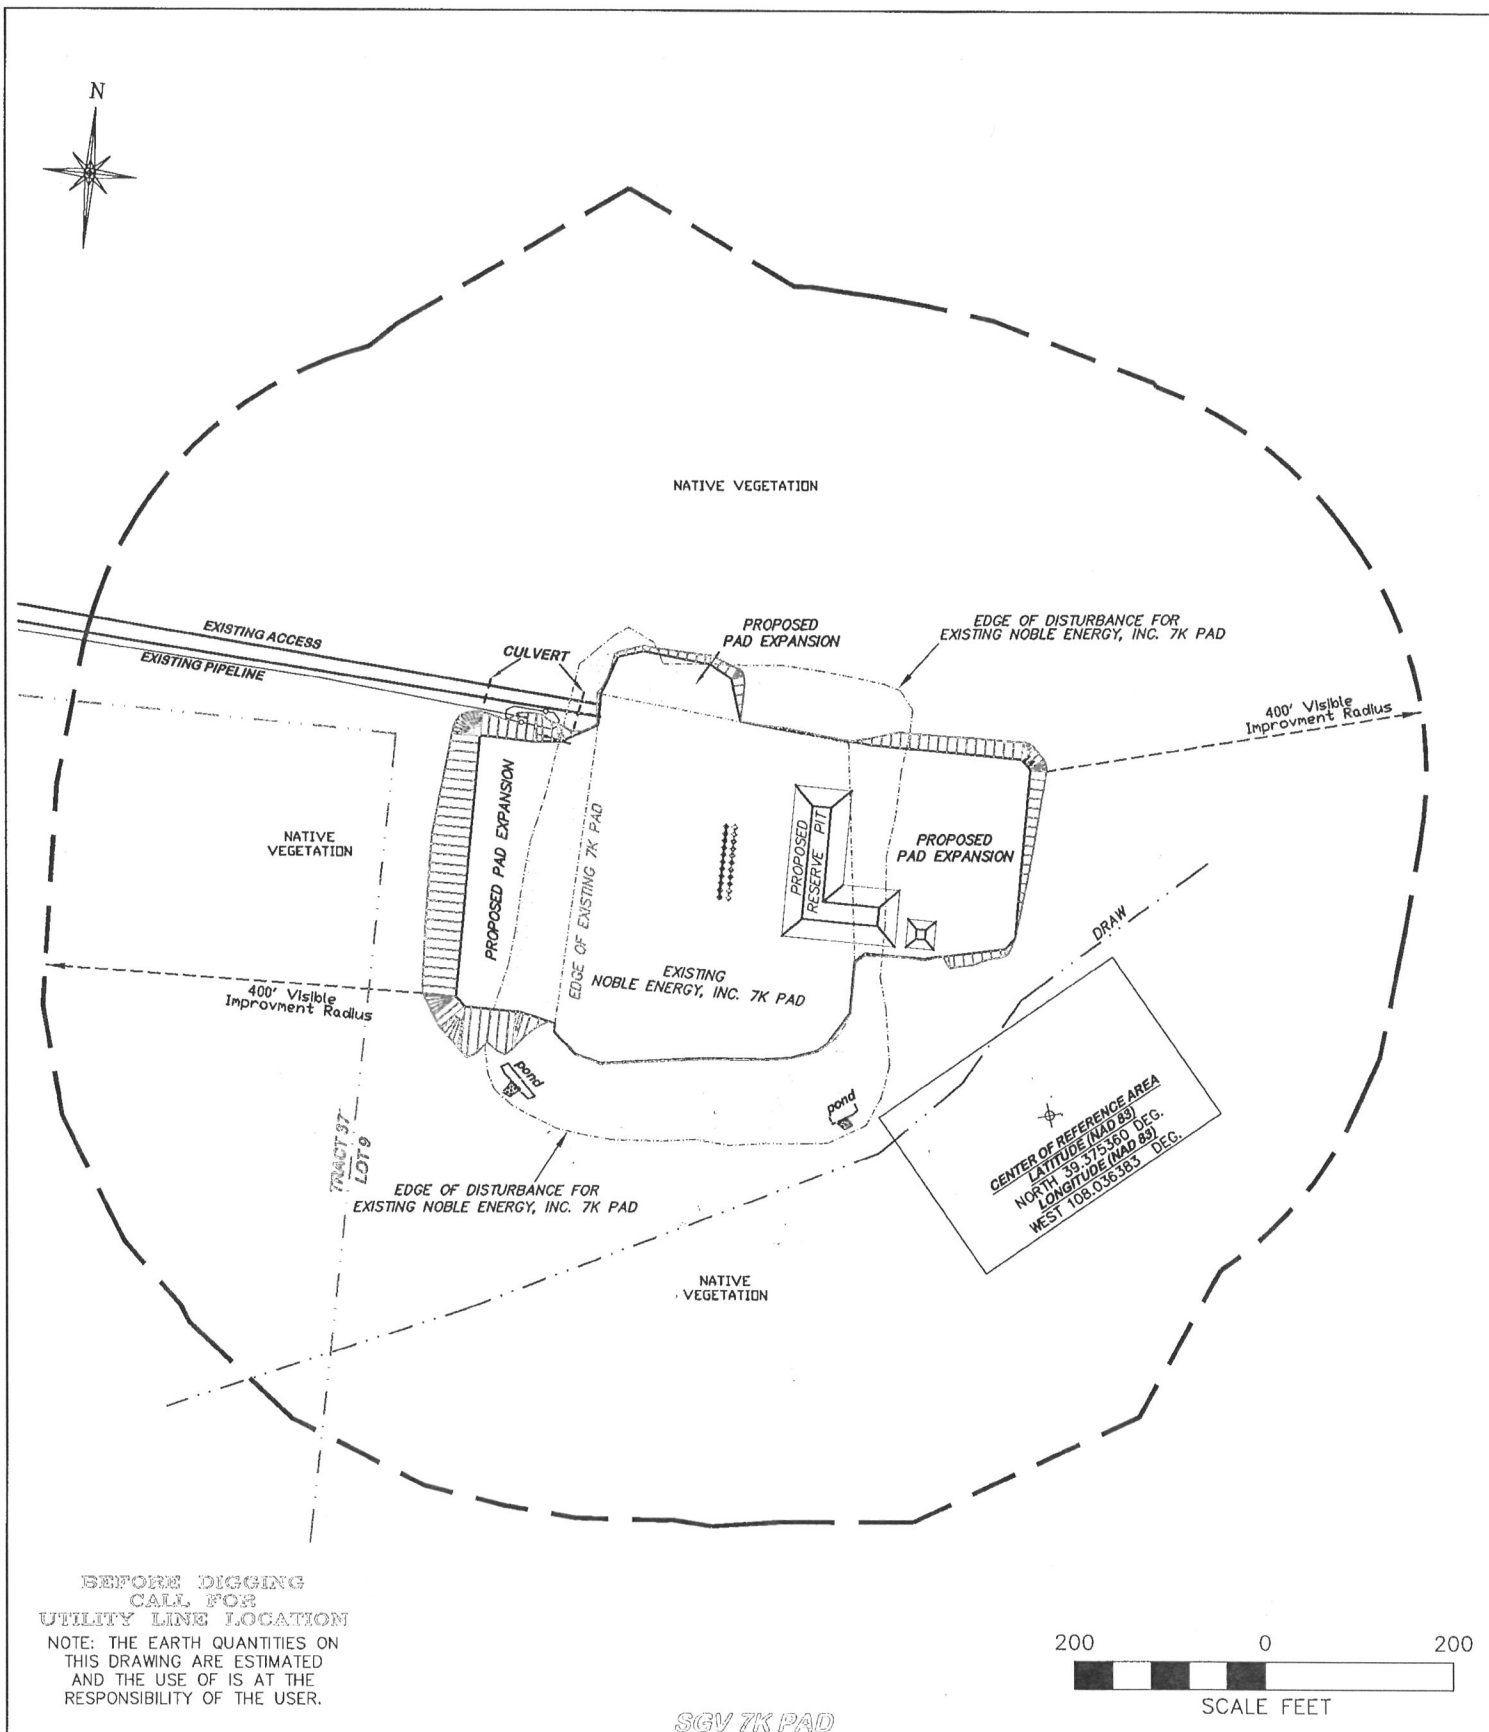 N
NATIVE VEGETATION
EXISTING ACCESS
EXISTING PIPELINE
CULVERT
PROPOSED
PAD EXPANSION
EDGE OF DISTURBANCE FOR
EXISTING NOBLE ENERGY, INC. 7K PAD
400' Visible
Improvment Radius
NATIVE
VEGETATION
PROPOSED PAD EXPANSION
EDGE OF EXISTING 7K PAD
PROPOSED
RESERVE PIT
PROPOSED
PAD EXPANSION
DRAW
EXISTING
NOBLE ENERGY, INC. 7K PAD
400' Visible
Improvment Radius
pond
pond
CENTER OF REFERENCE AREA
LATITUDE (NAD 83)
NORTH 39.375360 DEG.
LONGITUDE (NAD 83)
WEST 108.036383 DEG.
TRACT 37
LOT 9
EDGE OF DISTURBANCE FOR
EXISTING NOBLE ENERGY, INC. 7K PAD
NATIVE
VEGETATION
BEFORE DIGGING
CALL FOR
UTILITY LINE LOCATION
NOTE: THE EARTH QUANTITIES ON
THIS DRAWING ARE ESTIMATED
AND THE USE OF IS AT THE
RESPONSIBILITY OF THE USER.
200 0 200
SCALE FEET
SGV 7K PAD